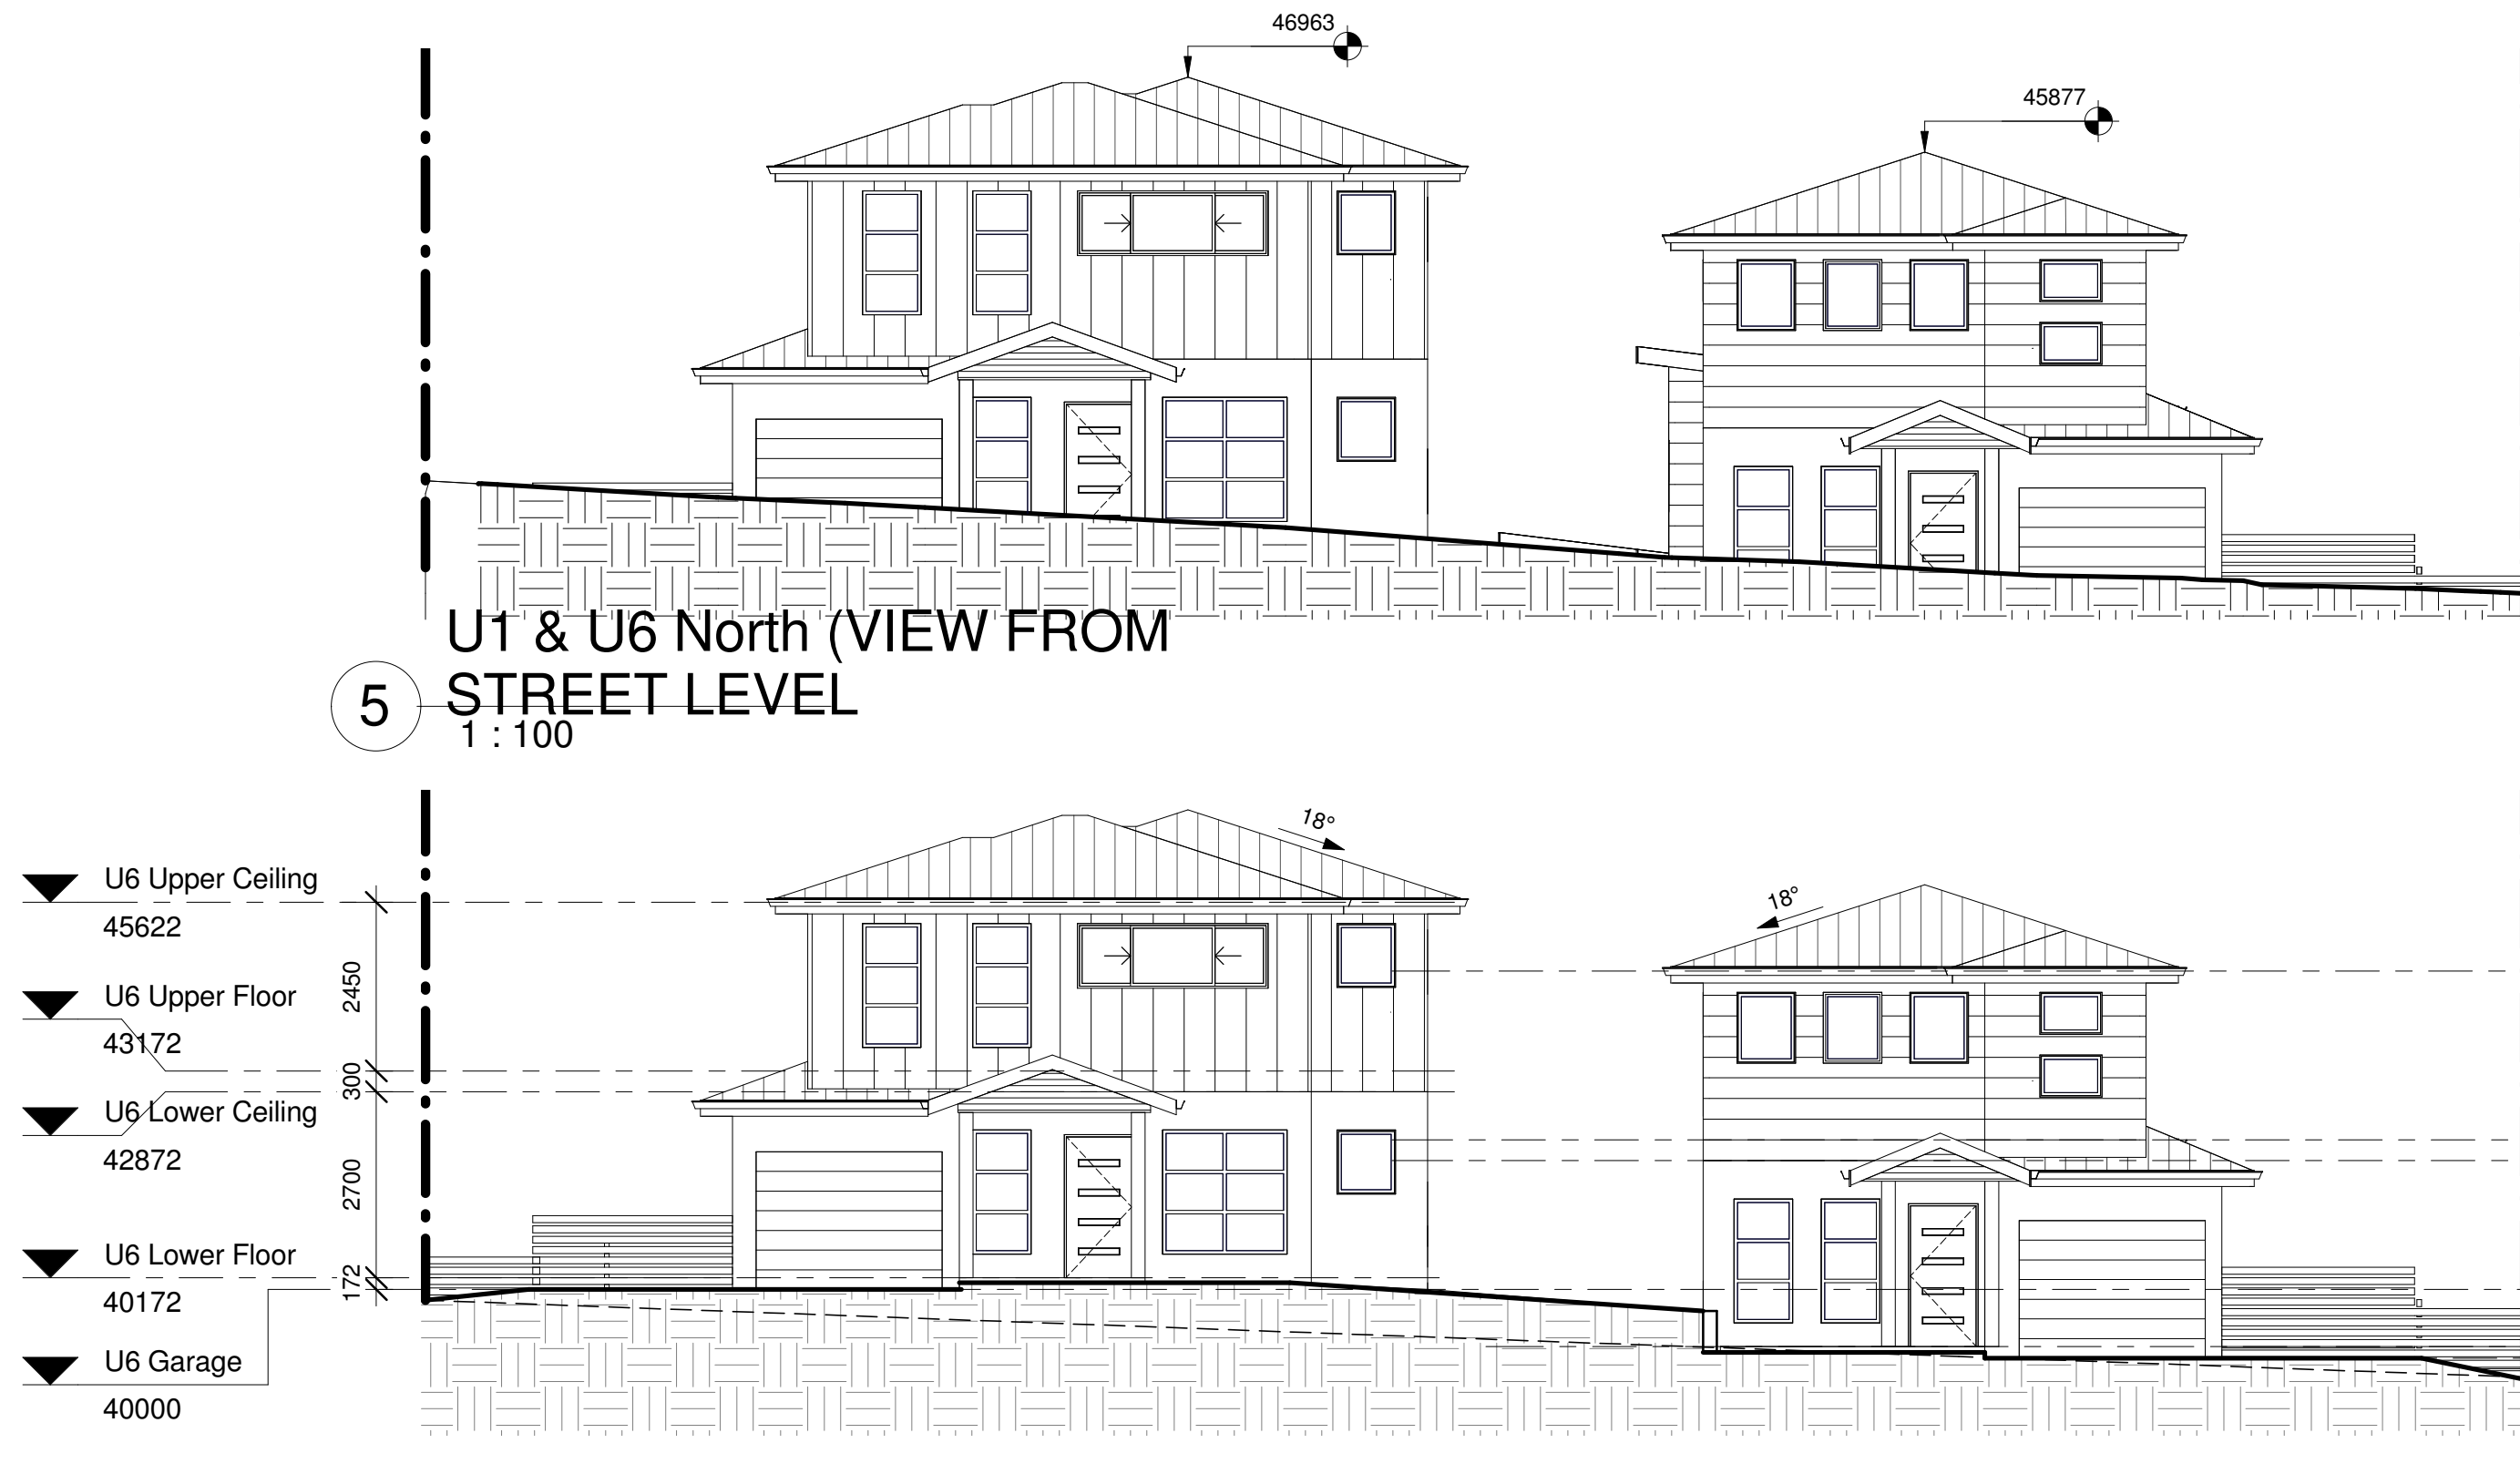 46963
45877
U1 & U6 North (VIEW FROM
STREET LEVEL
5
1 : 100
18°
18°
U6 Upper Ceiling
45622
2450
U6 Upper Floor
43172
300
U6 Lower Ceiling
42872
2700
U6 Lower Floor
40172
172
U6 Garage
40000